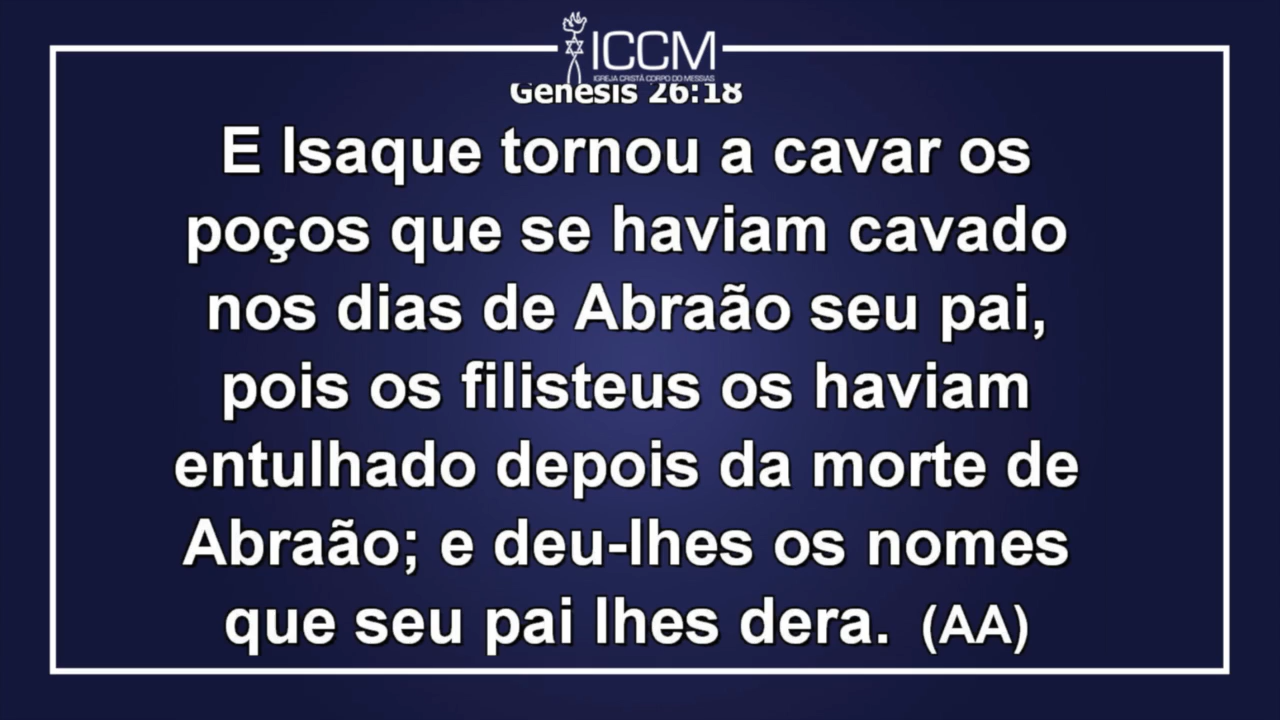 ICCM
IGREJA CRISTÃ CORPO DO MESSIAS
Gênesis 26:18
E Isaque tornou a cavar os
poços que se haviam cavado
nos dias de Abraão seu pai,
pois os filisteus os haviam
entulhado depois da morte de
Abraão; e deu-lhes os nomes
que seu pai lhes dera. (AA)